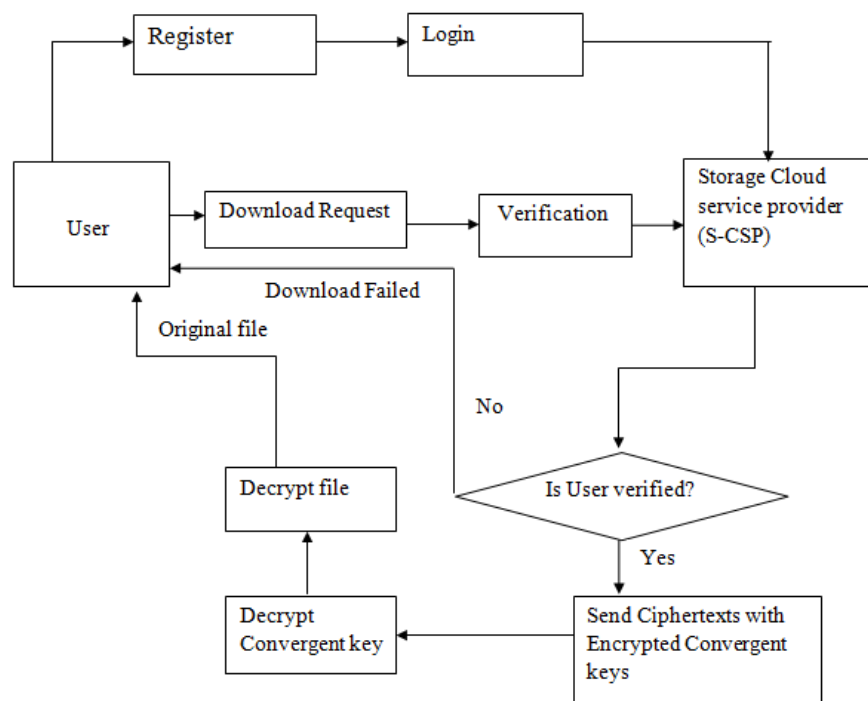 Register
Login
User
Download Request
Verification
Storage Cloud
service provider
(S-CSP)
Download Failed
Original file
No
Is User verified?
Yes
Decrypt file
Decrypt
Convergent key
Send Ciphertexts with
Encrypted Convergent
keys